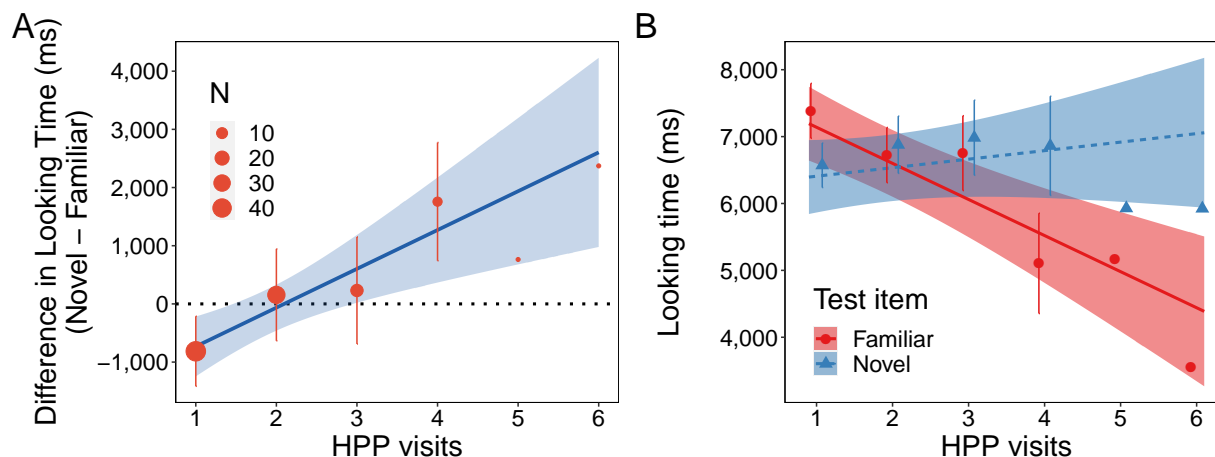 A
Difference in Looking Time (ms)
(Novel − Familiar)
4,000
3,000
2,000
1,000
0
−1,000
N
10
20
30
40
1 2 3 4 5 6
HPP visits
B
Looking time (ms)
8,000
7,000
6,000
5,000
4,000
Test item
Familiar
Novel
1 2 3 4 5 6
HPP visits